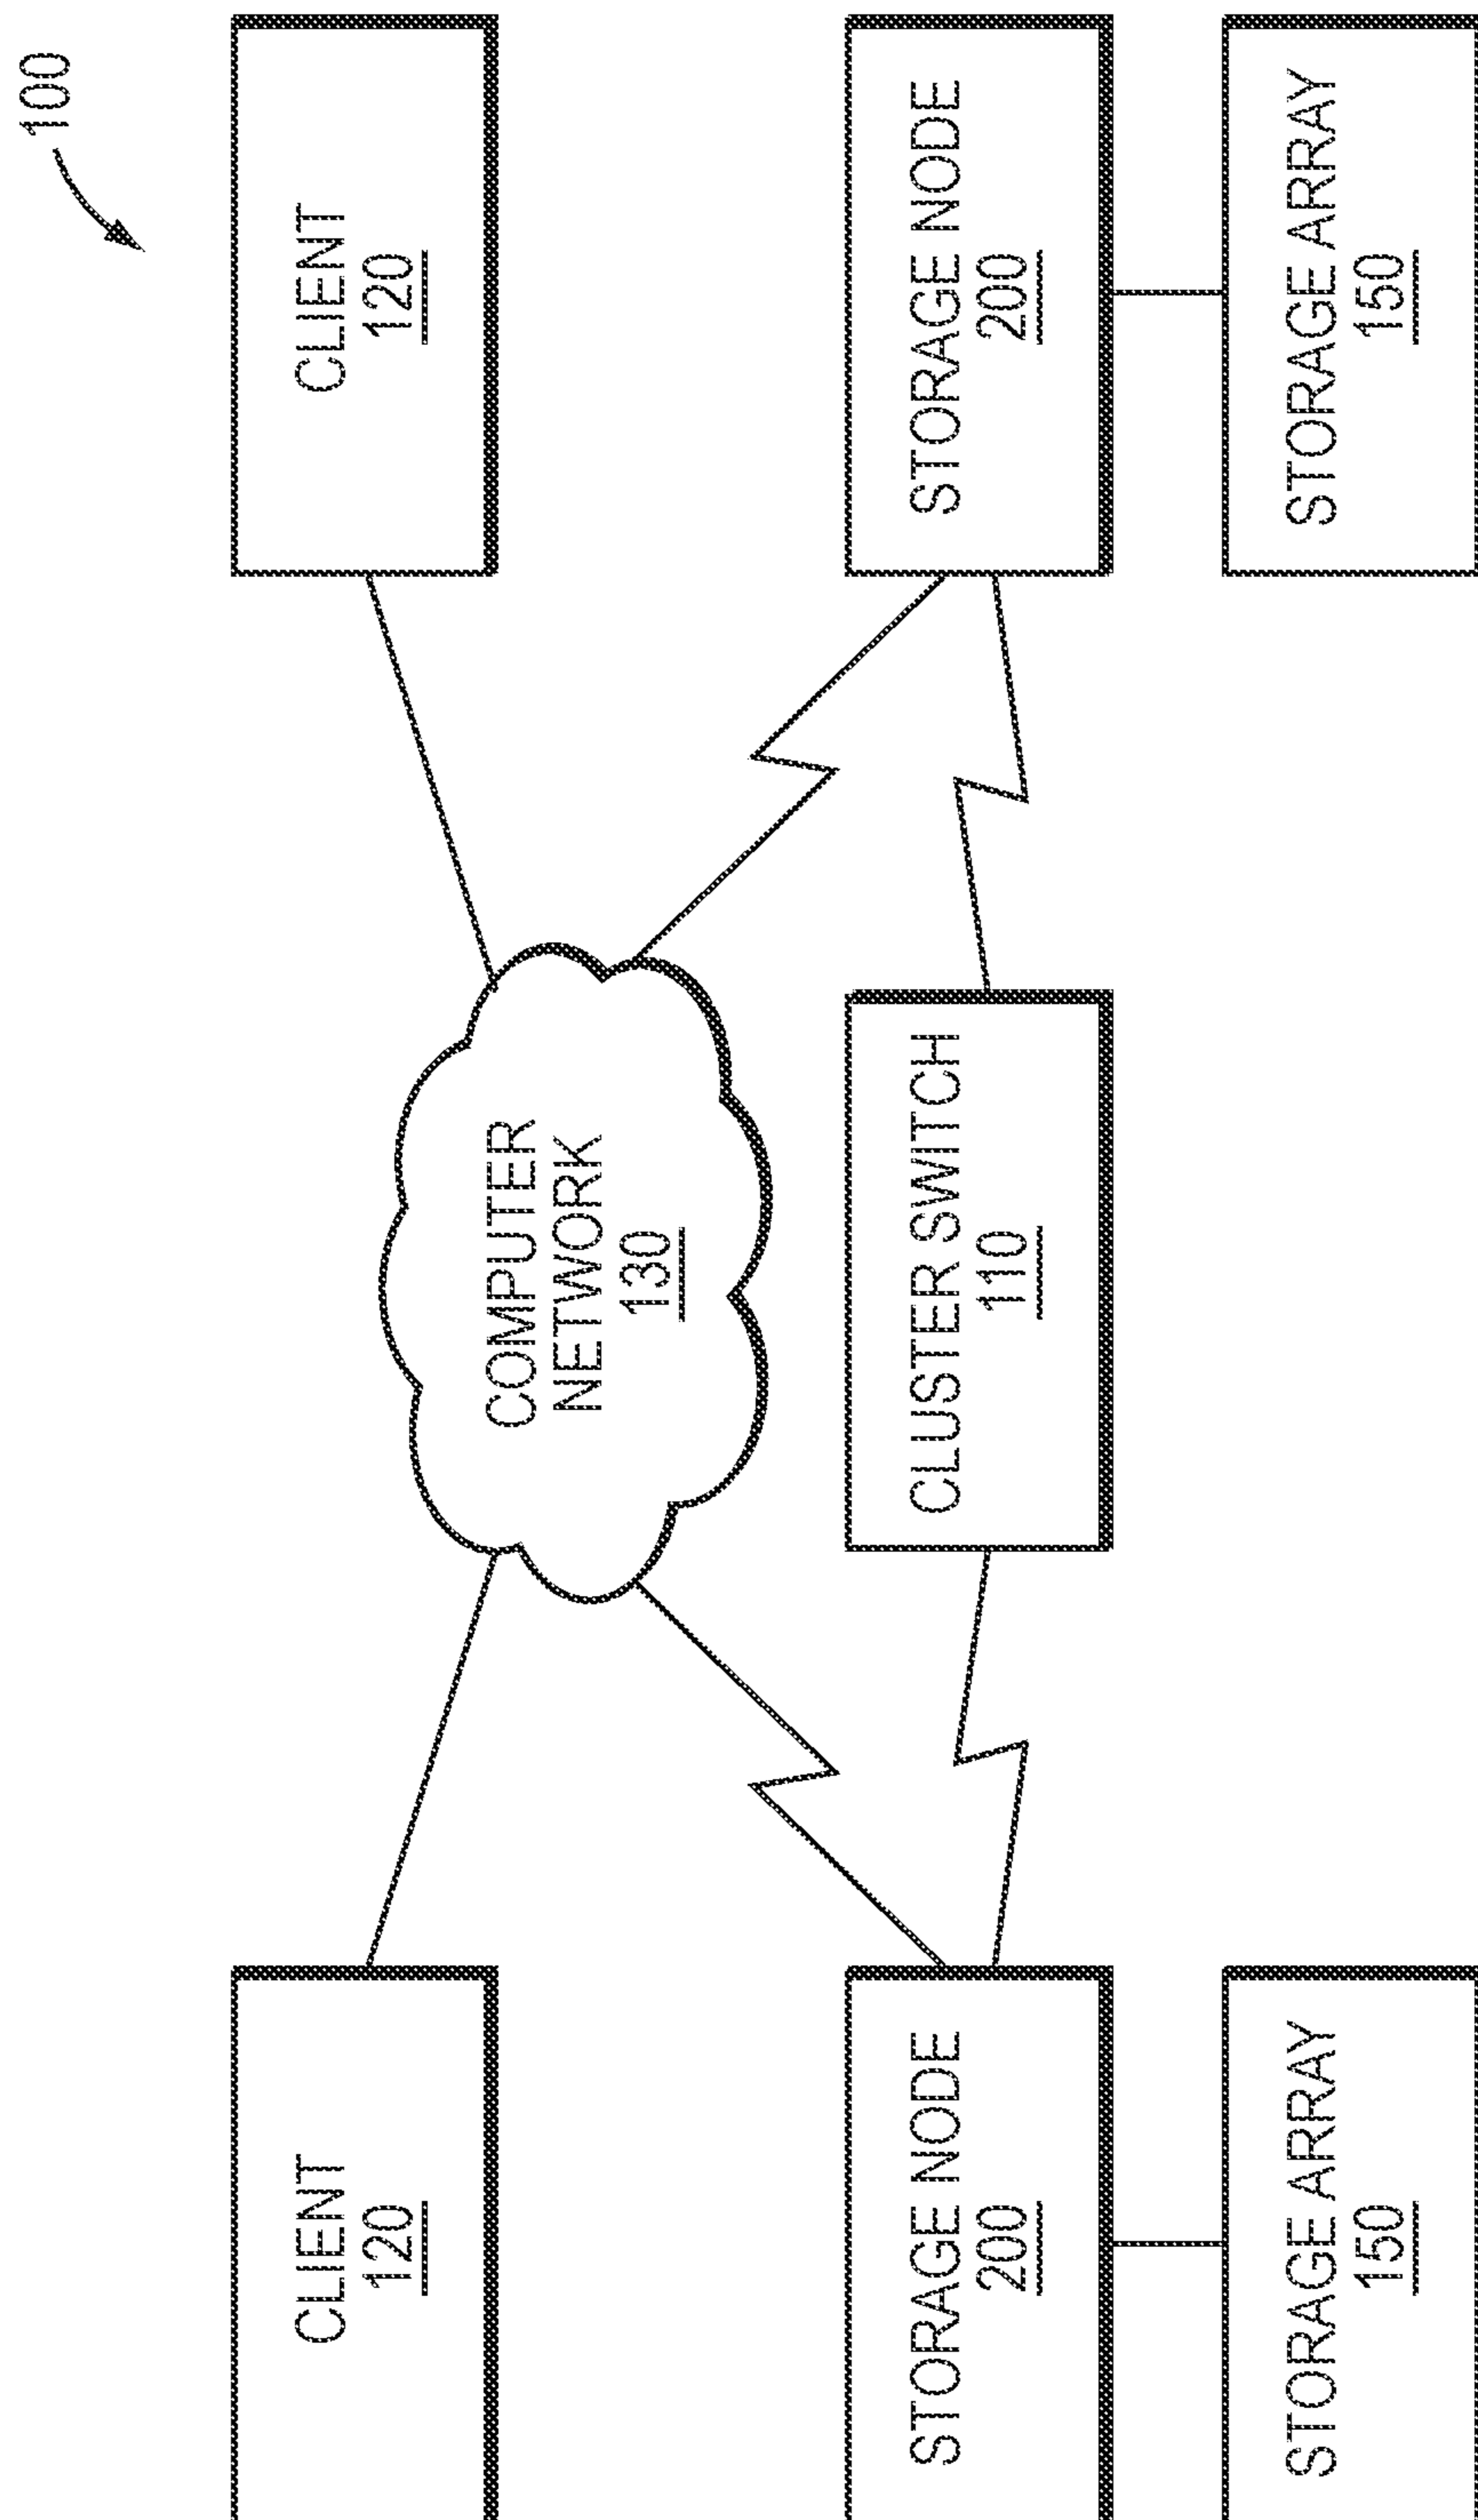 100
CLIENT
120
CLIENT
120
COMPUTER
NETWORK
130
STORAGE NODE
200
CLUSTER SWITCH
110
STORAGE NODE
200
STORAGE ARRAY
150
STORAGE ARRAY
150